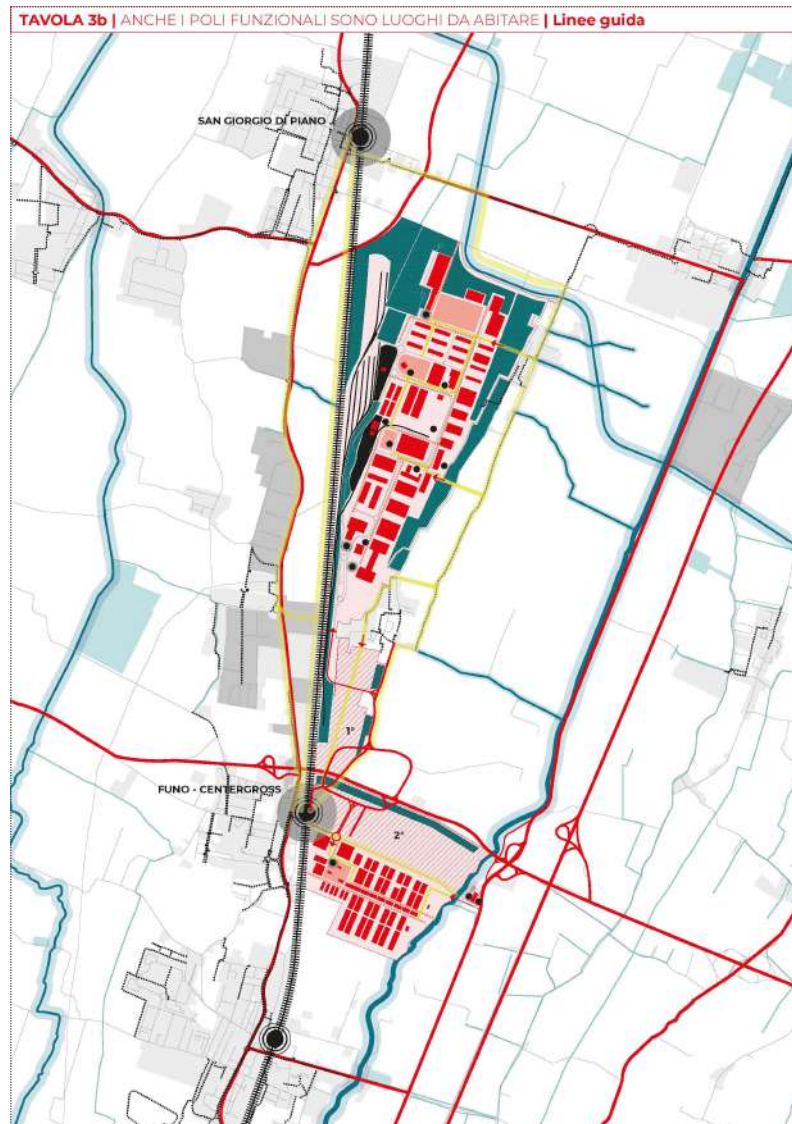 TAVOLA 3b | ANCHE I POLI FUNZIONALI SONO LUOGHI DA ABITARE | Linee guida
SAN GIORGIO DI PIANO
1°
FUNO - CENTERGROSS
2°